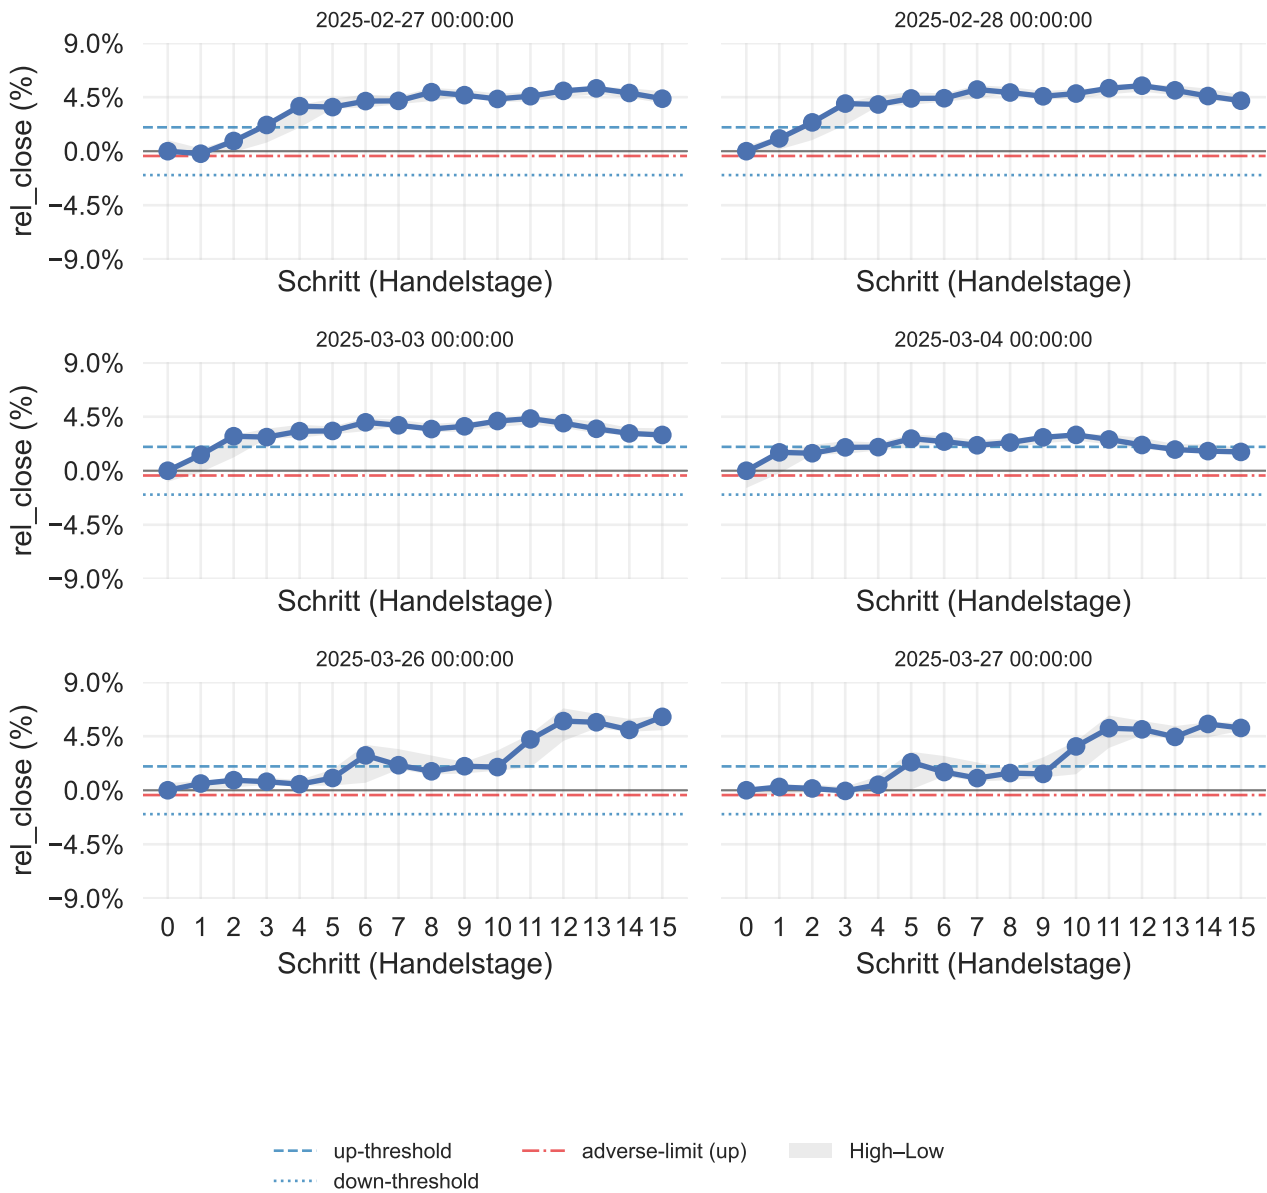 2025-02-27 00:00:00
2025-02-28 00:00:00
9.0%
4.5%
0.0%
−4.5%
−9.0%
rel_close (%)
Schritt (Handelstage)
Schritt (Handelstage)
2025-03-03 00:00:00
2025-03-04 00:00:00
9.0%
4.5%
0.0%
−4.5%
−9.0%
rel_close (%)
Schritt (Handelstage)
Schritt (Handelstage)
2025-03-26 00:00:00
2025-03-27 00:00:00
9.0%
4.5%
0.0%
−4.5%
−9.0%
rel_close (%)
0 1 2 3 4 5 6 7 8 9 10 11 12 13 14 15
0 1 2 3 4 5 6 7 8 9 10 11 12 13 14 15
Schritt (Handelstage)
Schritt (Handelstage)
up-threshold
down-threshold
adverse-limit (up)
High–Low